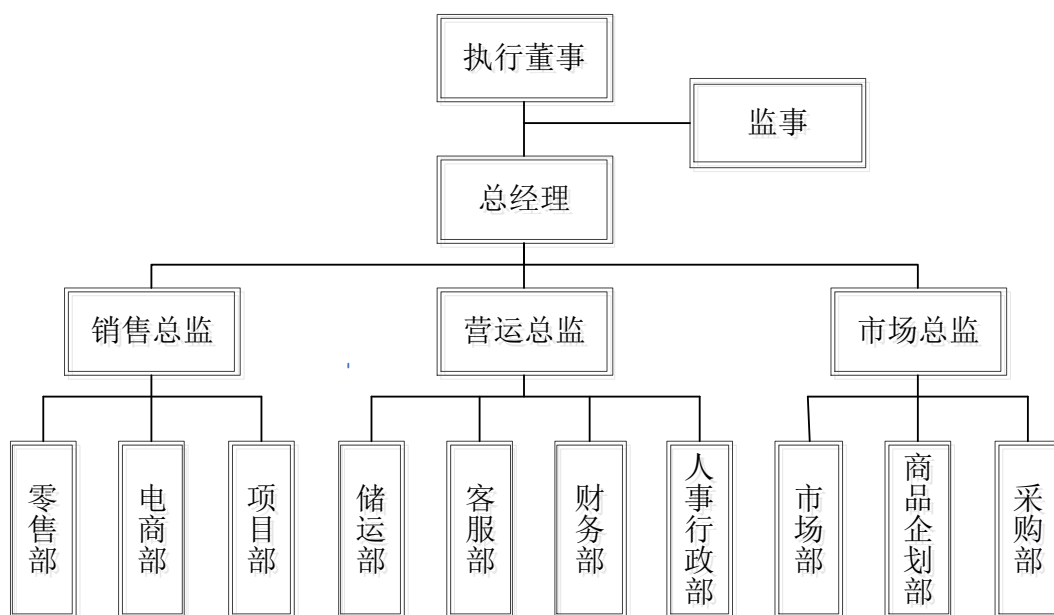 执行董事
监事
总经理
销售总监
营运总监
市场总监
零售部
电商部
项目部
储运部
客服部
财务部
人事行政部
市场部
商品企划部
采购部